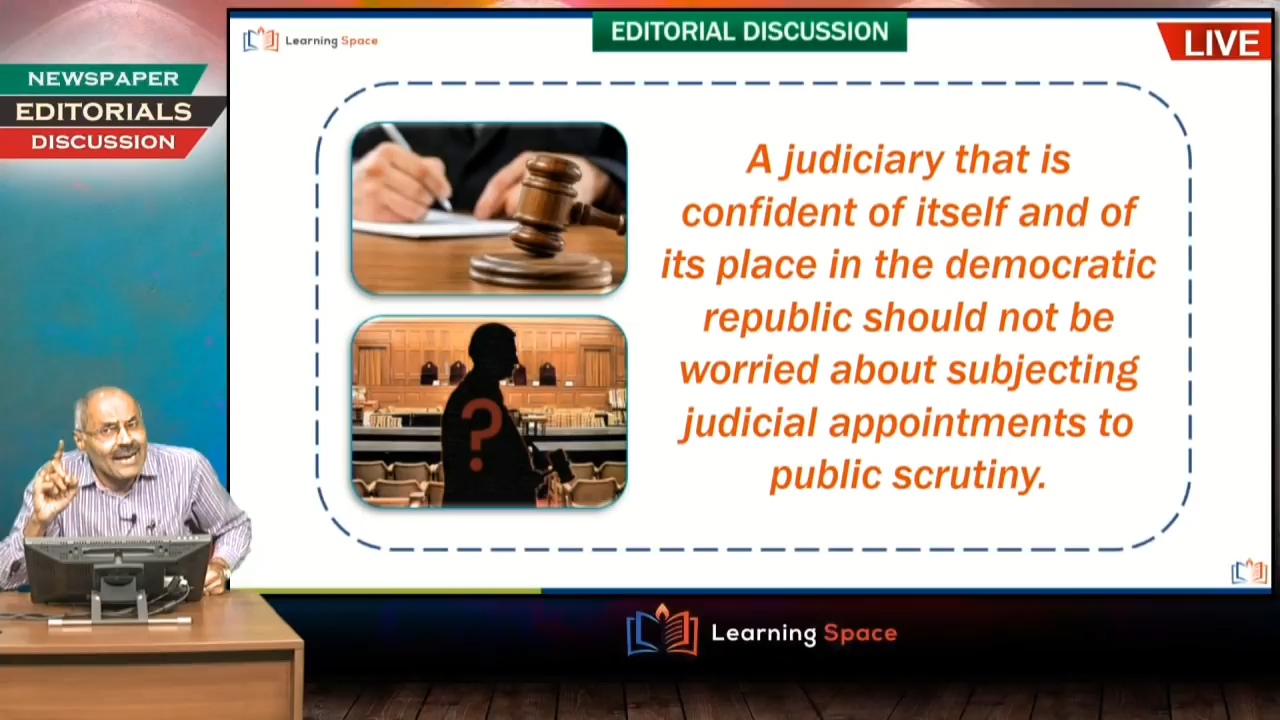 NEWSPAPER
EDITORIALS
DISCUSSION
Learning Space
EDITORIAL DISCUSSION
LIVE
A judiciary that is
confident of itself and of
its place in the democratic
republic should not be
worried about subjecting
judicial appointments to
public scrutiny.
?
Learning Space